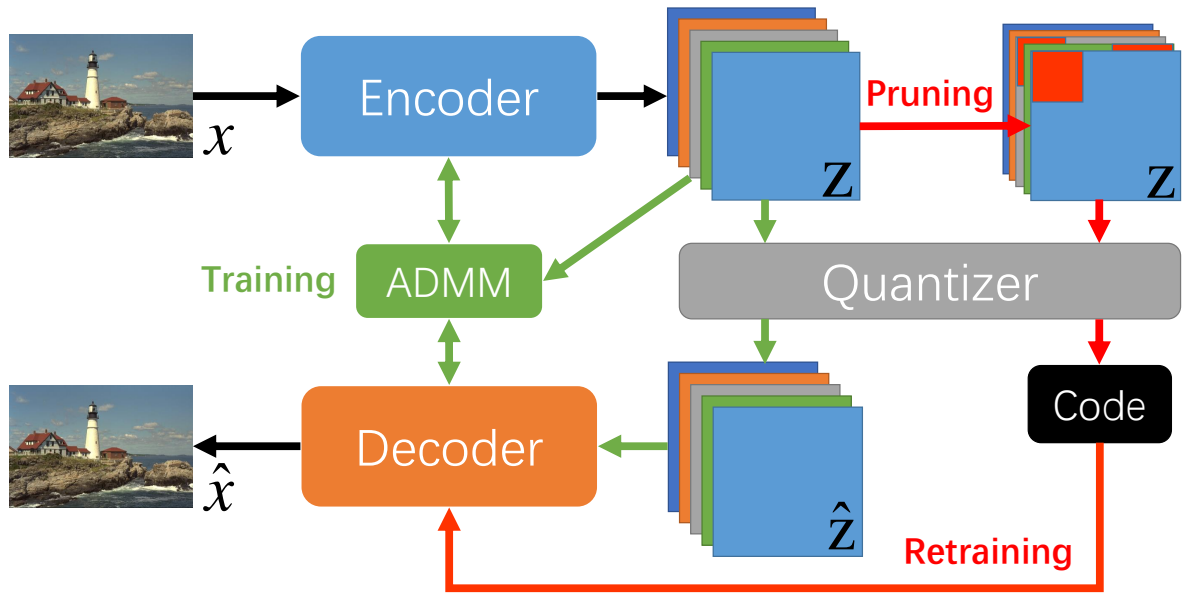 x
Encoder
z
Pruning
z
Training
ADMM
Quantizer
x̂
Decoder
ẑ
Code
Retraining